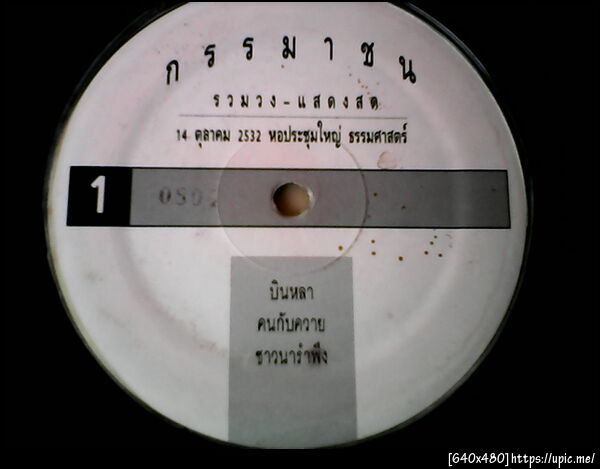 กรรมาชน
รวมวง-แสดงสด
14 ตุลาคม 2532 หอประชุมใหญ่ ธรรมศาสตร์
1
บินหลา
คนกับควาย
ชาวนารำพึง
[640x480]https://upic.me/